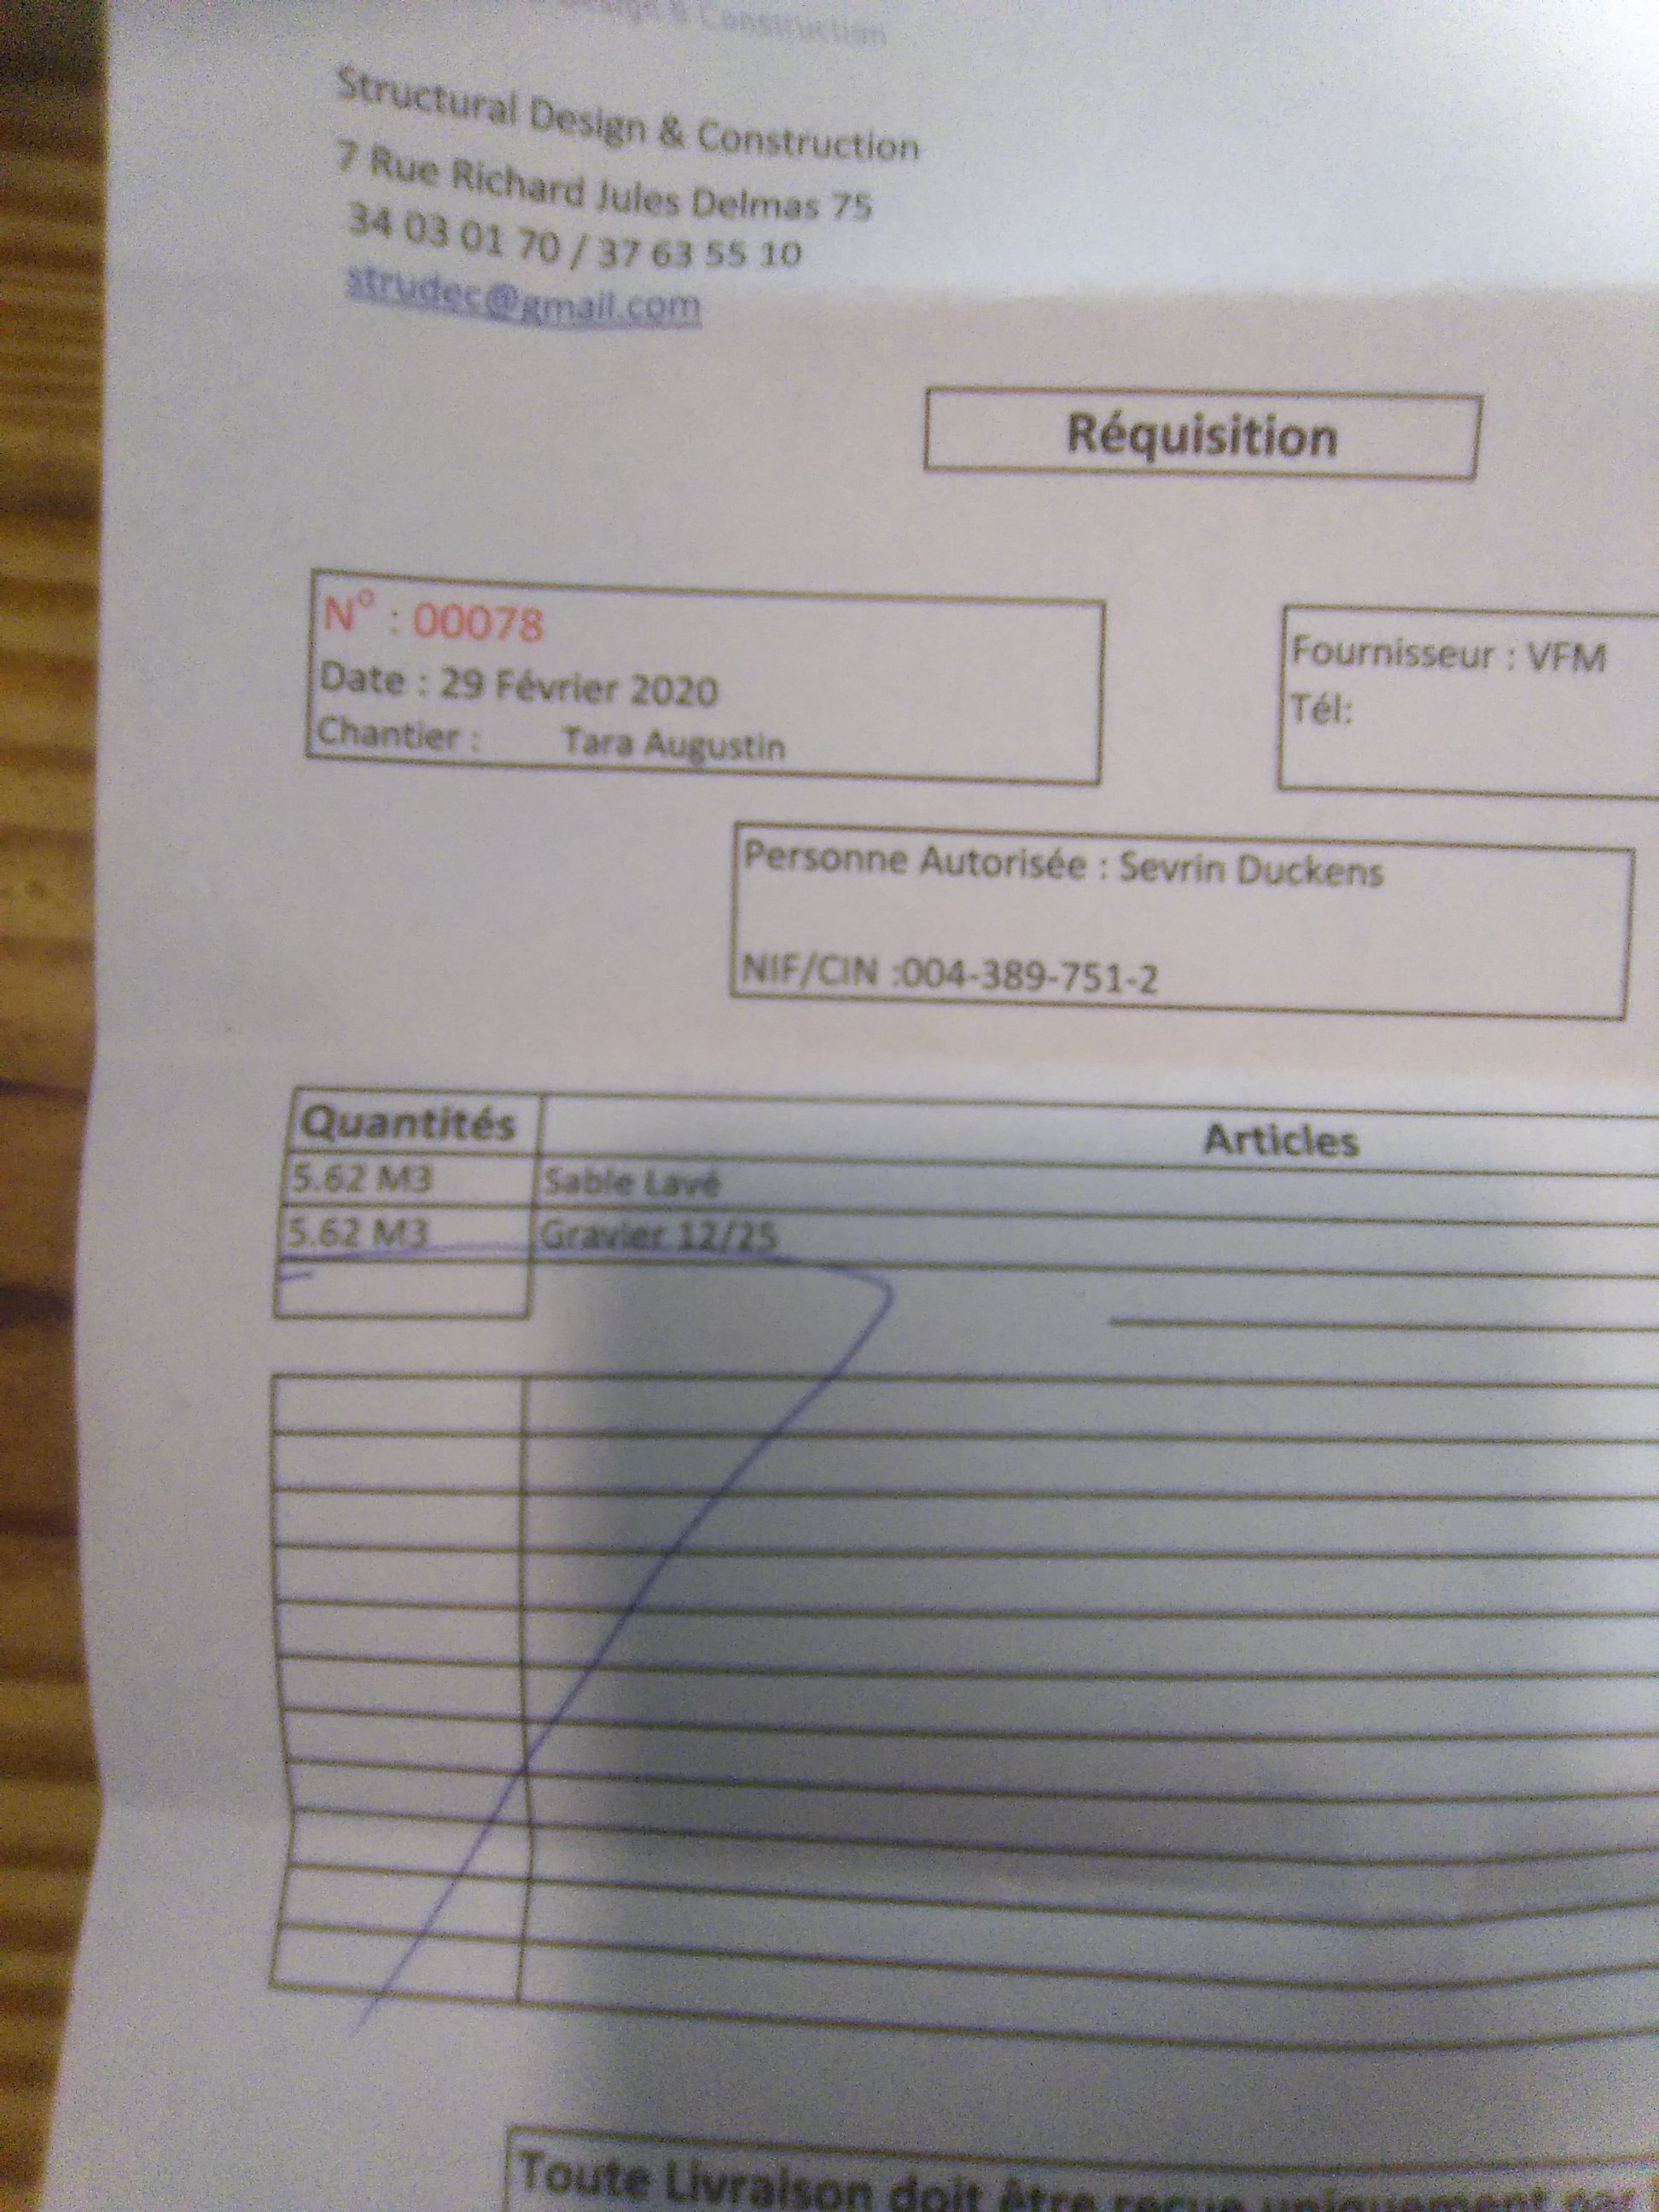 Design & Construction
Structural Design & Construction
7 Rue Richard Jules Delmas 75
34 03 01 70 / 37 63 55 10
strudec@gmail.com
Réquisition
N° : 00078
Date : 29 Février 2020
Chantier : Tara Augustin
Fournisseur : VFM
Tél:
Personne Autorisée : Sevrin Duckens
NIF/CIN :004-389-751-2
Quantités Articles
5.62 M3 Sable Lavé
5.62 M3 Gravier 12/25
Toute Livraison doit être reçue uniquement par